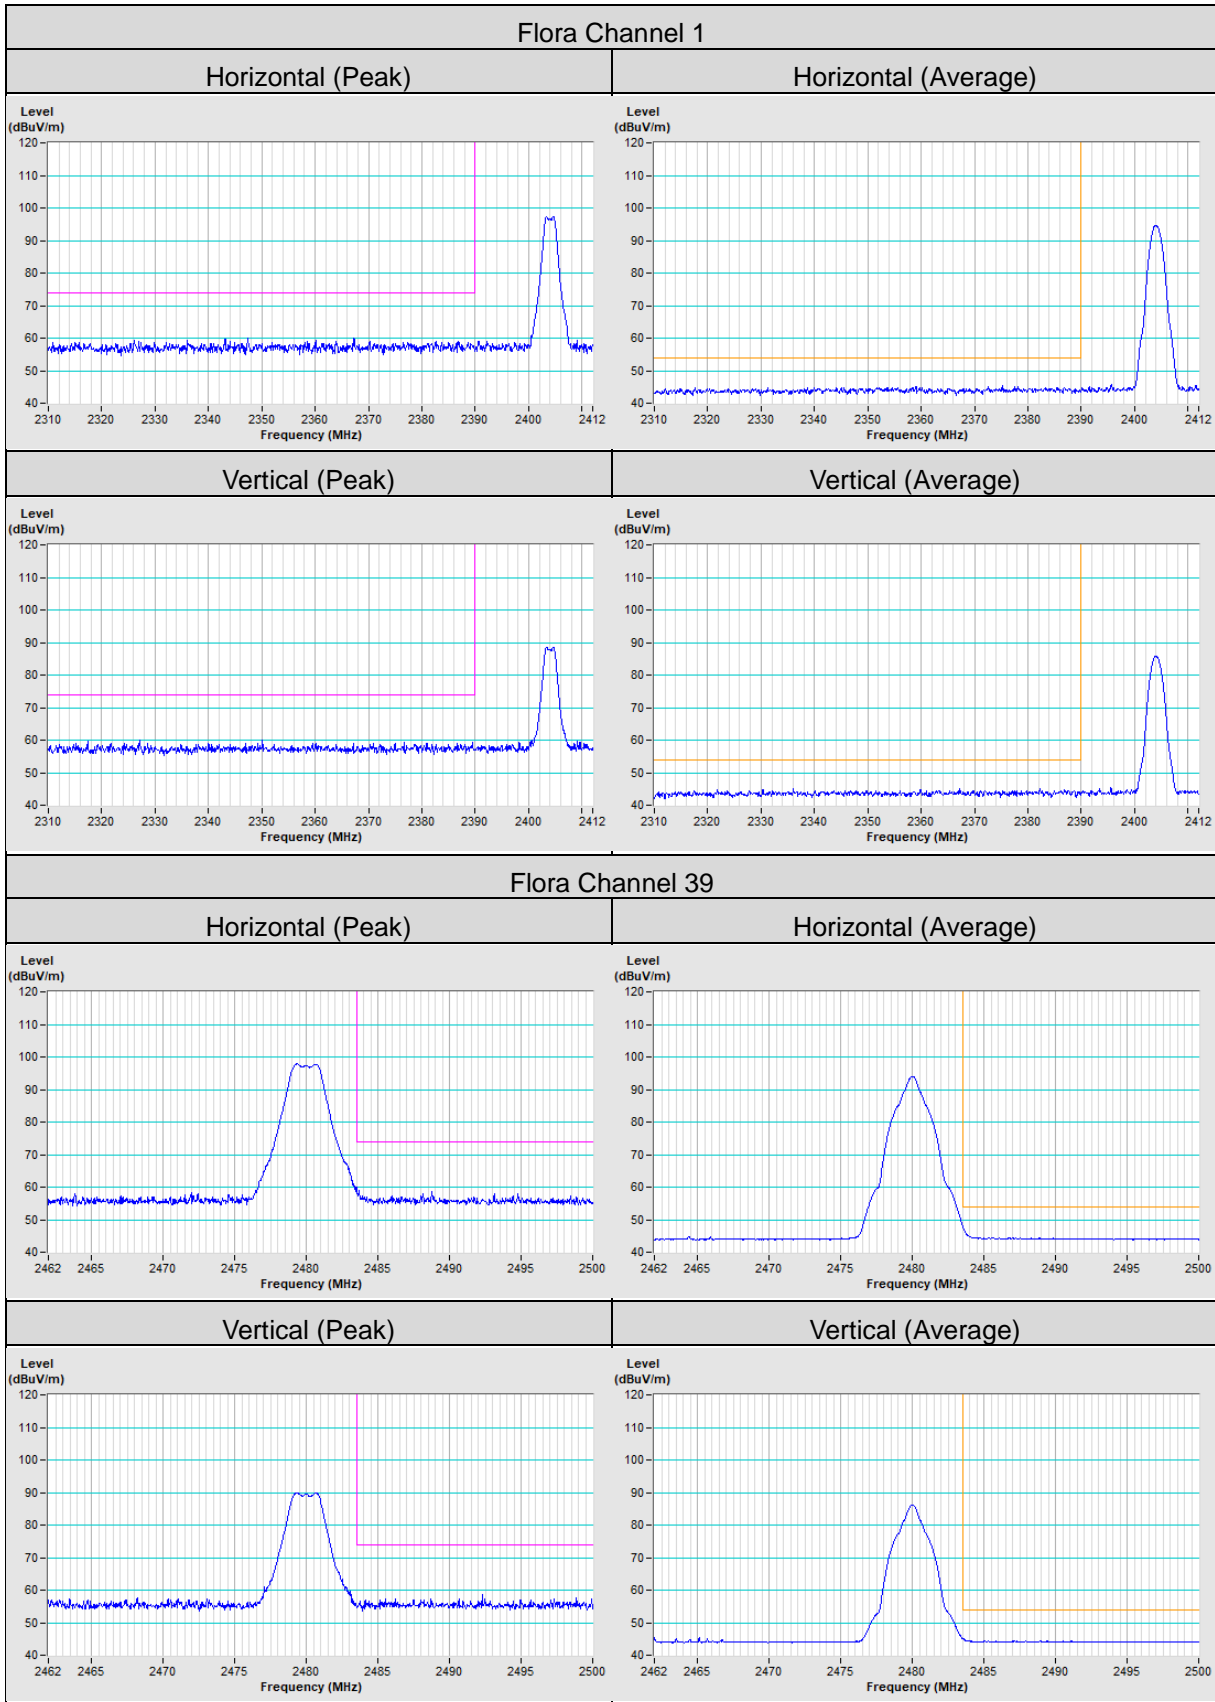 Flora Channel 1
Horizontal (Peak)
Horizontal (Average)
Level
(dBuV/m)
120
110
100
90
80
70
60
50
40
2310 2320 2330 2340 2350 2360 2370 2380 2390 2400 2412
Frequency (MHz)
Level
(dBuV/m)
120
110
100
90
80
70
60
50
40
2310 2320 2330 2340 2350 2360 2370 2380 2390 2400 2412
Frequency (MHz)
Vertical (Peak)
Vertical (Average)
Level
(dBuV/m)
120
110
100
90
80
70
60
50
40
2310 2320 2330 2340 2350 2360 2370 2380 2390 2400 2412
Frequency (MHz)
Level
(dBuV/m)
120
110
100
90
80
70
60
50
40
2310 2320 2330 2340 2350 2360 2370 2380 2390 2400 2412
Frequency (MHz)
Flora Channel 39
Horizontal (Peak)
Horizontal (Average)
Level
(dBuV/m)
120
110
100
90
80
70
60
50
40
2462 2465 2470 2475 2480 2485 2490 2495 2500
Frequency (MHz)
Level
(dBuV/m)
120
110
100
90
80
70
60
50
40
2462 2465 2470 2475 2480 2485 2490 2495 2500
Frequency (MHz)
Vertical (Peak)
Vertical (Average)
Level
(dBuV/m)
120
110
100
90
80
70
60
50
40
2462 2465 2470 2475 2480 2485 2490 2495 2500
Frequency (MHz)
Level
(dBuV/m)
120
110
100
90
80
70
60
50
40
2462 2465 2470 2475 2480 2485 2490 2495 2500
Frequency (MHz)